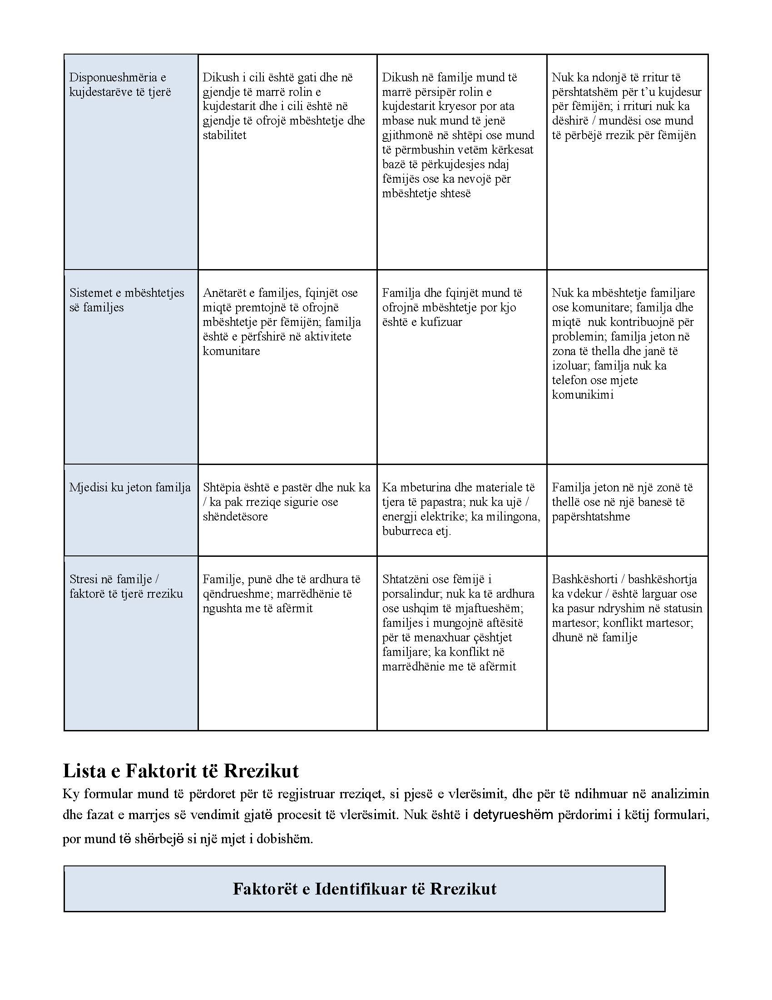 Disponueshmëria e
kujdestarëve të tjerë
Dikush i cili është gati dhe në
gjendje të marrë rolin e
kujdestarit dhe i cili është në
gjendje të ofrojë mbështetje dhe
stabilitet
Dikush në familje mund të
marrë përsipër rolin e
kujdestarit kryesor por ata
mbase nuk mund të jenë
gjithmonë në shtëpi ose mund
të përmbushin vetëm kërkesat
bazë të përkujdesjes ndaj
fëmijës ose ka nevojë për
mbështetje shtesë
Nuk ka ndonjë të rritur të
përshtatshëm për t’u kujdesur
për fëmijën; i rrituri nuk ka
dëshirë / mundësi ose mund
të përbëjë rrezik për fëmijën
Sistemet e mbështetjes
së familjes
Anëtarët e familjes, fqinjët ose
miqtë premtojnë të ofrojnë
mbështetje për fëmijën; familja
është e përfshirë në aktivitete
komunitare
Familja dhe fqinjët mund të
ofrojnë mbështetje por kjo
është e kufizuar
Nuk ka mbështetje familjare
ose komunitare; familja dhe
miqtë  nuk kontribuojnë për
problemin; familja jeton në
zona të thella dhe janë të
izoluar; familja nuk ka
telefon ose mjete
komunikimi
Mjedisi ku jeton familja
Shtëpia është e pastër dhe nuk ka
/ ka pak rreziqe sigurie ose
shëndetësore
Ka mbeturina dhe materiale të
tjera të papastra; nuk ka ujë /
energji elektrike; ka milingona,
buburreca etj.
Familja jeton në një zonë të
thellë ose në një banesë të
papërshtatshme
Stresi në familje /
faktorë të tjerë rreziku
Familje, punë dhe të ardhura të
qëndrueshme; marrëdhënie të
ngushta me të afërmit
Shtatzëni ose fëmijë i
porsalindur; nuk ka të ardhura
ose ushqim të mjaftueshëm;
familjes i mungojnë aftësitë
për të menaxhuar çështjet
familjare; ka konflikt në
marrëdhënie me të afërmit
Bashkëshorti / bashkëshortja
ka vdekur / është larguar ose
ka pasur ndryshim në statusin
martesor; konflikt martesor;
dhunë në familje
Lista e Faktorit të Rrezikut
Ky formular mund të përdoret për të regjistruar rreziqet, si pjesë e vlerësimit, dhe për të ndihmuar në analizimin
dhe fazat e marrjes së vendimit gjatë procesit të vlerësimit. Nuk është i detyrueshëm përdorimi i këtij formulari,
por mund të shërbejë si një mjet i dobishëm.
Faktorët e Identifikuar të Rrezikut